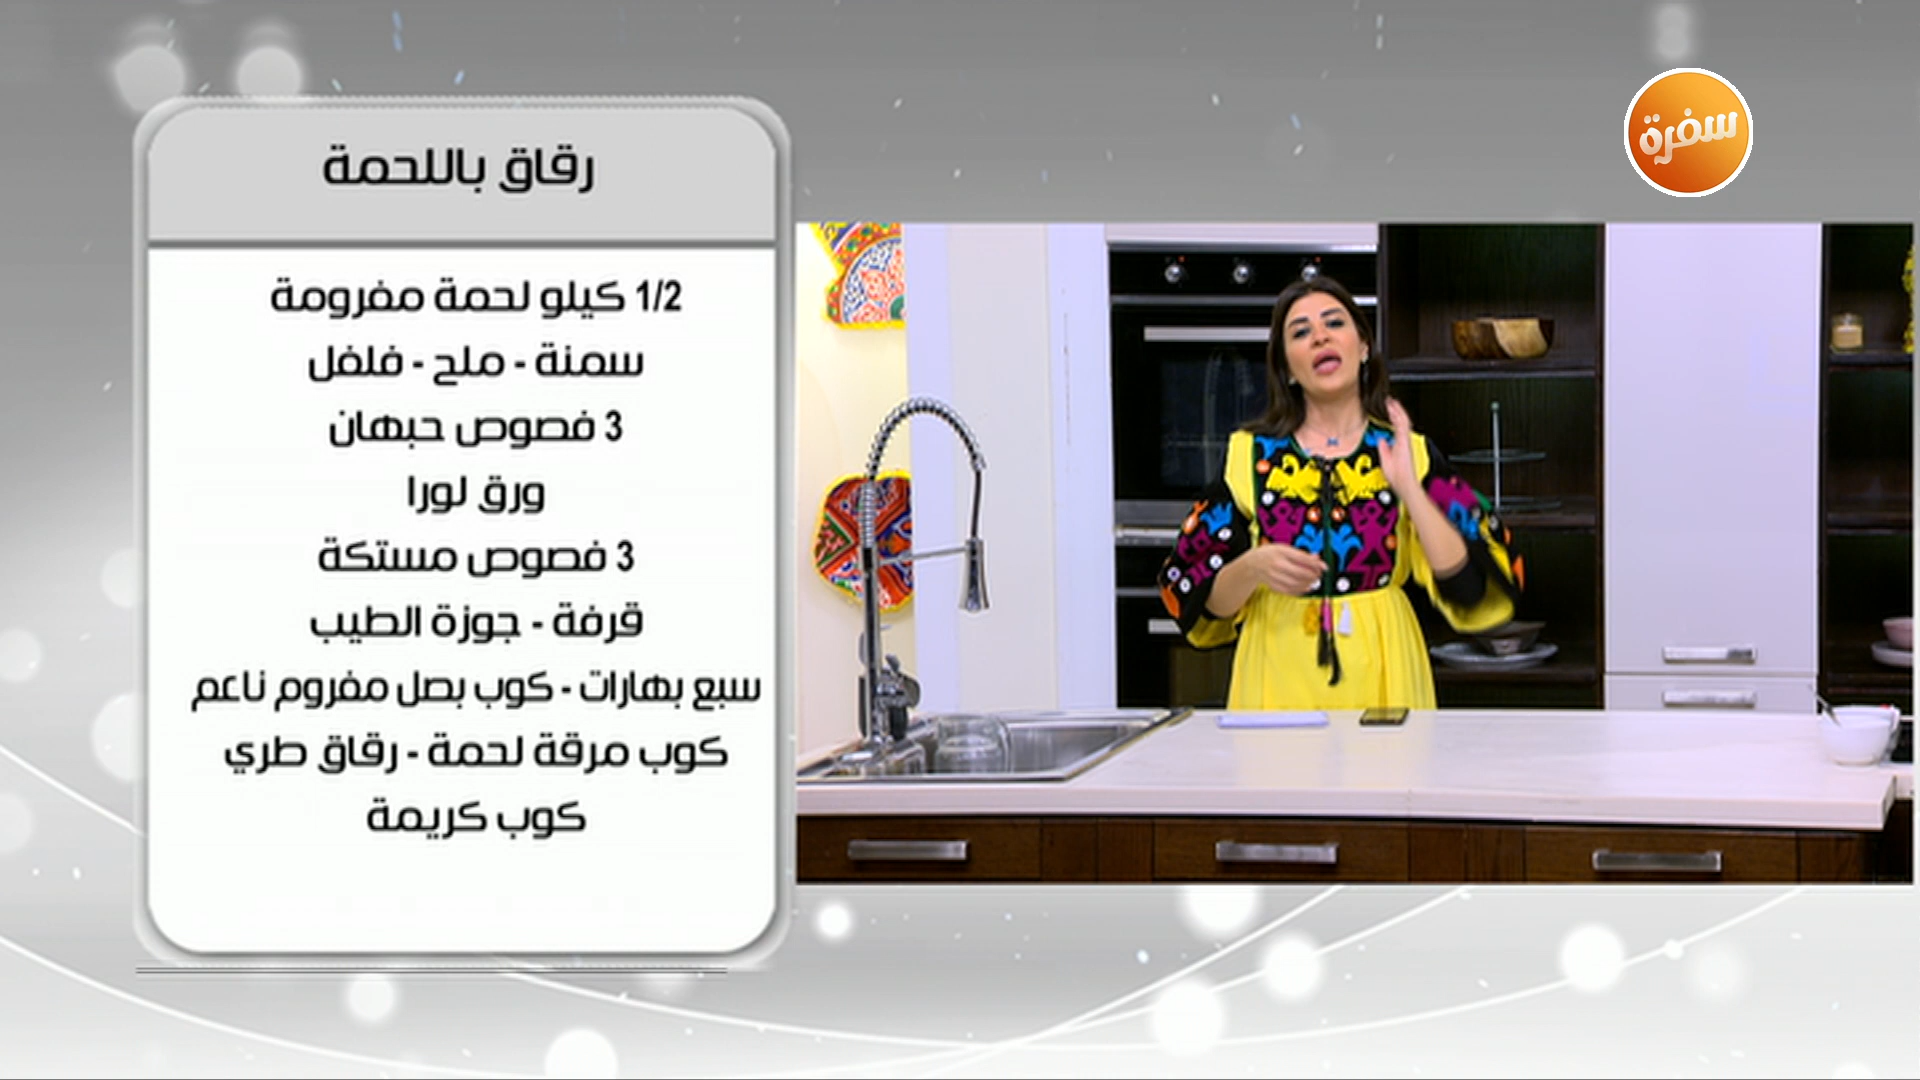 سفرة
رقاق باللحمة
1/2 كيلو لحمة مفرومة
سمنة - ملح - فلفل
3 فصوص حبهان
ورق لورا
3 فصوص مستكة
قرفة - جوزة الطيب
سبع بهارات - كوب بصل مفروم ناعم
كوب مرقة لحمة - رقاق طري
كوب كريمة